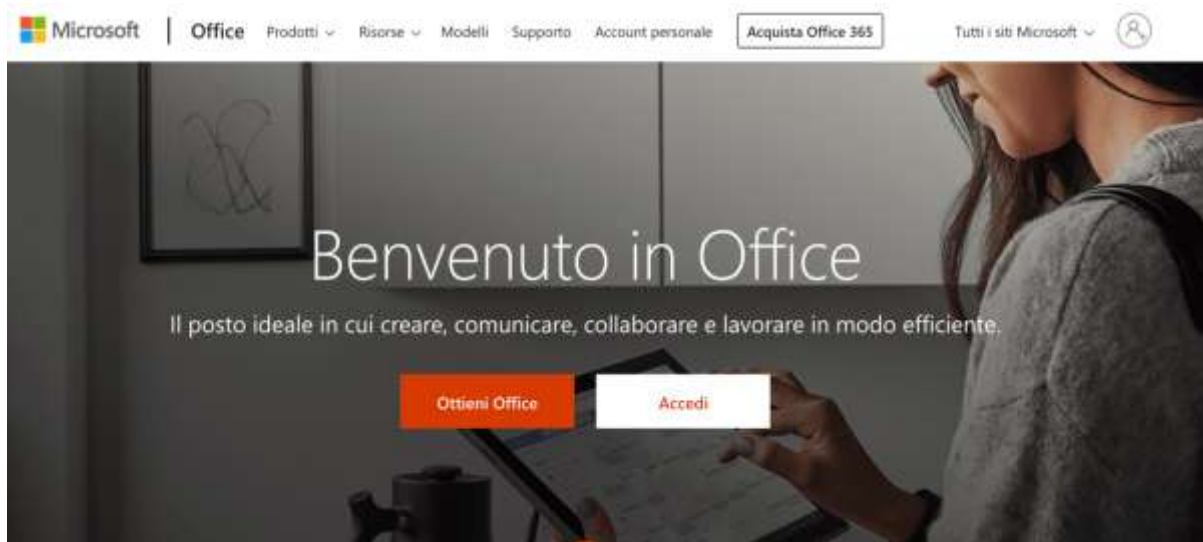 Microsoft | Office Prodotti Risorse Modelli Supporto Account personale Acquista Office 365 Tutti i siti Microsoft
Benvenuto in Office
Il posto ideale in cui creare, comunicare, collaborare e lavorare in modo efficiente.
Ottieni Office Accedi